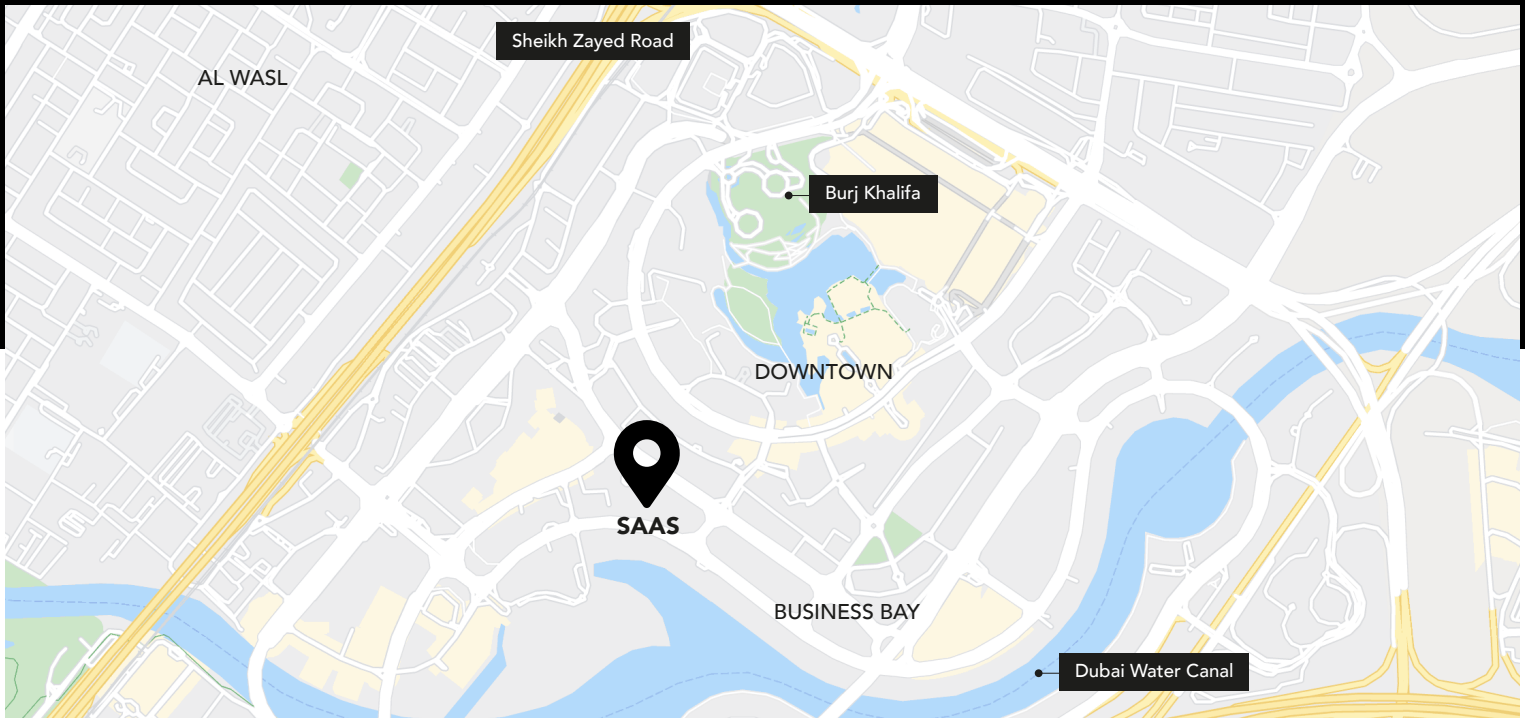 Sheikh Zayed Road
AL WASL
Burj Khalifa
DOWNTOWN
SAAS
BUSINESS BAY
Dubai Water Canal